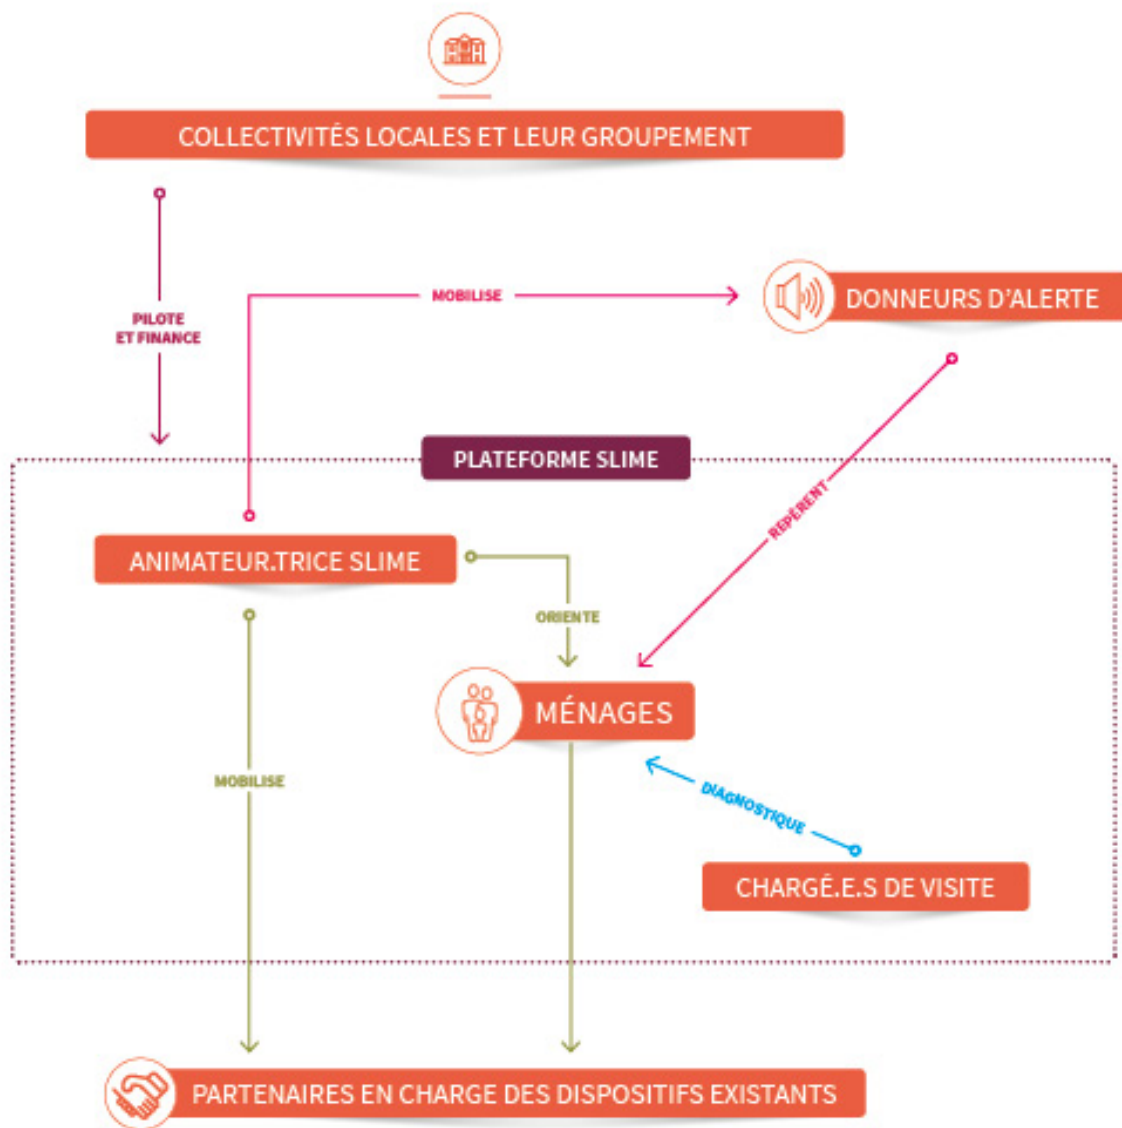 COLLECTIVITÉS LOCALES ET LEUR GROUPEMENT
MOBILISE
DONNEURS D'ALERTE
PILOTE
ET FINANCE
PLATEFORME SLIME
REPÈRENT
ANIMATEUR.TRICE SLIME
ORIENTE
MÉNAGES
MOBILISE
DIAGNOSTIQUE
CHARGÉ.E.S DE VISITE
PARTENAIRES EN CHARGE DES DISPOSITIFS EXISTANTS